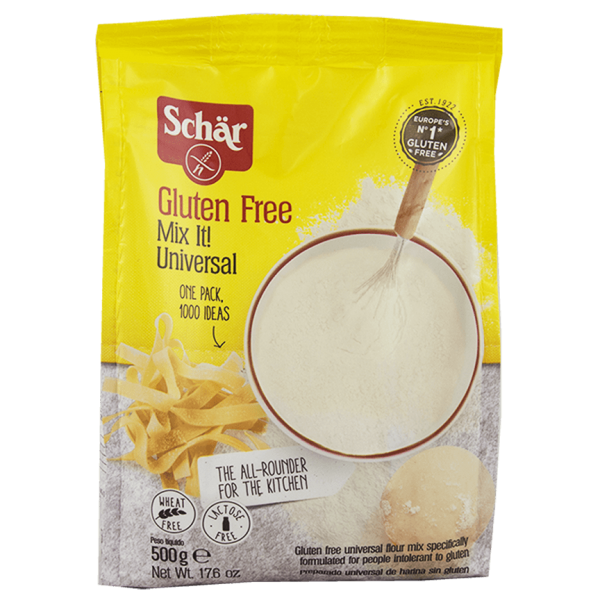 EST. 1922
EUROPE'S
N°1*
GLUTEN
FREE
Schär
Gluten Free
Mix It!
Universal
ONE PACK,
1000 IDEAS
THE ALL-ROUNDER
FOR THE KITCHEN
WHEAT
FREE
LACTOSE
FREE
Peso líquido
500g ℮
Net Wt. 17.6 oz.
Gluten free universal flour mix specifically
formulated for people intolerant to gluten
preparado universal de harina sin gluten